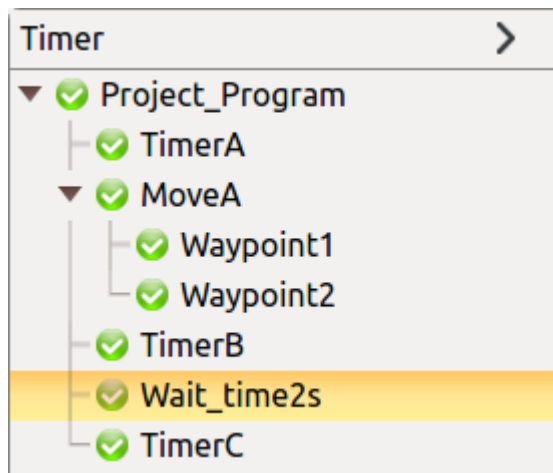 Timer
Project_Program
TimerA
MoveA
Waypoint1
Waypoint2
TimerB
Wait_time2s
TimerC